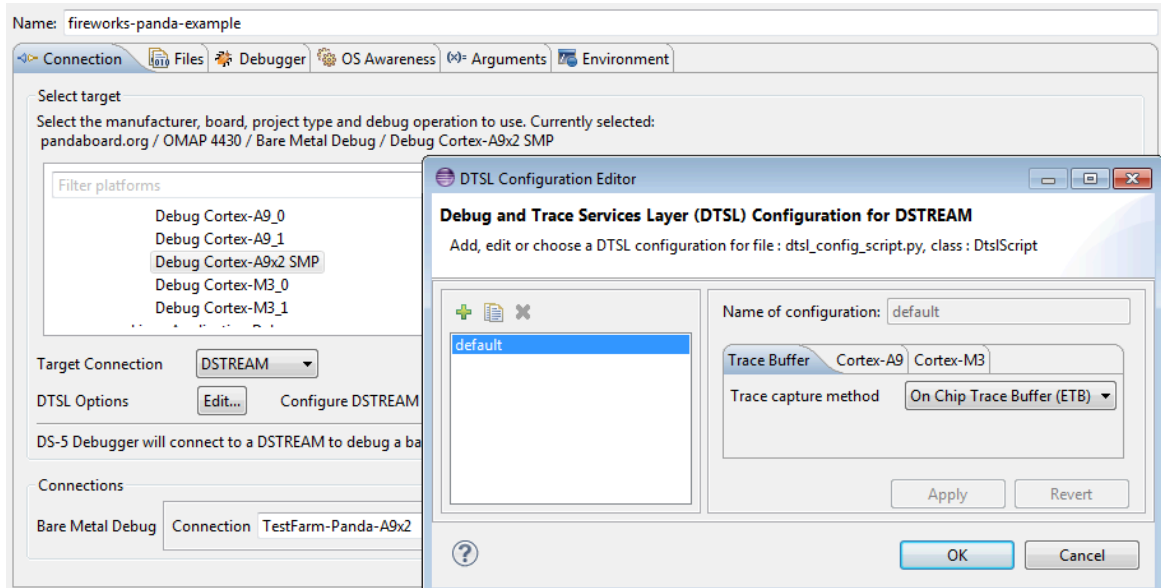 Name: fireworks-panda-example
Connection Files Debugger OS Awareness (x)= Arguments Environment
Select target
Select the manufacturer, board, project type and debug operation to use. Currently selected:
pandaboard.org / OMAP 4430 / Bare Metal Debug / Debug Cortex-A9x2 SMP
Filter platforms
Debug Cortex-A9_0
Debug Cortex-A9_1
Debug Cortex-A9x2 SMP
Debug Cortex-M3_0
Debug Cortex-M3_1
Target Connection DSTREAM
DTSL Options Edit... Configure DSTREAM
DS-5 Debugger will connect to a DSTREAM to debug a ba
Connections
Bare Metal Debug Connection TestFarm-Panda-A9x2
DTSL Configuration Editor
Debug and Trace Services Layer (DTSL) Configuration for DSTREAM
Add, edit or choose a DTSL configuration for file : dtsl_config_script.py, class : DtslScript
default
Name of configuration: default
Trace Buffer Cortex-A9 Cortex-M3
Trace capture method On Chip Trace Buffer (ETB)
Apply Revert
OK Cancel